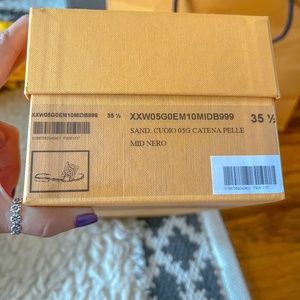 XXW05G0EM10MIDB999 35 ½
XXW05G0EM10MIDB999 35 ½
SAND. CUOIO 05G CATENA PELLE
MID NERO